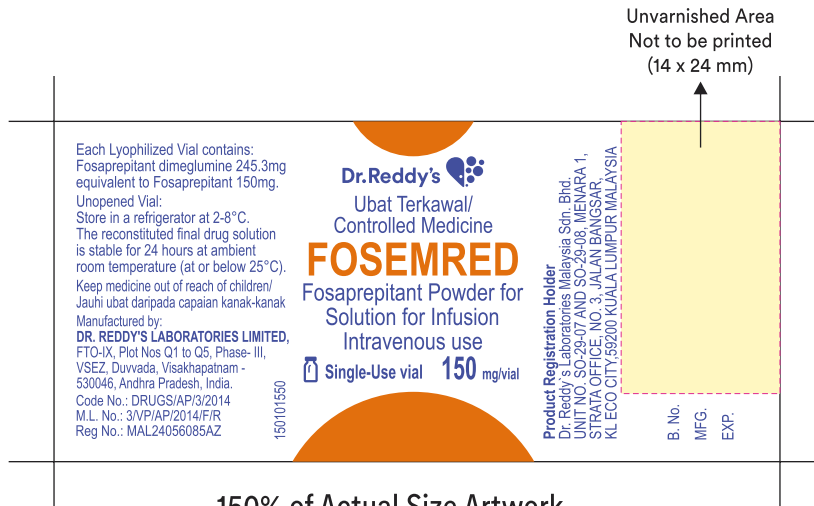 Unvarnished Area
Not to be printed
(14 x 24 mm)
Each Lyophilized Vial contains:
Fosaprepitant dimeglumine 245.3mg
equivalent to Fosaprepitant 150mg.
Unopened Vial:
Store in a refrigerator at 2-8°C.
The reconstituted final drug solution
is stable for 24 hours at ambient
room temperature (at or below 25°C).
Keep medicine out of reach of children/
Jauhi ubat daripada capaian kanak-kanak
Manufactured by:
DR. REDDY'S LABORATORIES LIMITED,
FTO-IX, Plot Nos Q1 to Q5, Phase- III,
VSEZ, Duvvada, Visakhapatnam -
530046, Andhra Pradesh, India.
Code No.: DRUGS/AP/3/2014
M.L. No.: 3/VP/AP/2014/F/R
Reg No.: MAL24056085AZ
150101550
Dr.Reddy's
Ubat Terkawal/
Controlled Medicine
FOSEMRED
Fosaprepitant Powder for
Solution for Infusion
Intravenous use
Single-Use vial 150 mg/vial
Product Registration Holder
Dr. Reddy's Laboratories Malaysia Sdn. Bhd.
UNIT NO. SO-29-07 AND SO-29-08, MENARA 1,
STRATA OFFICE, NO. 3, JALAN BANGSAR,
KL ECO CITY,59200 KUALA LUMPUR MALAYSIA
B. No.
MFG.
EXP.
150% of Actual Size Artwork